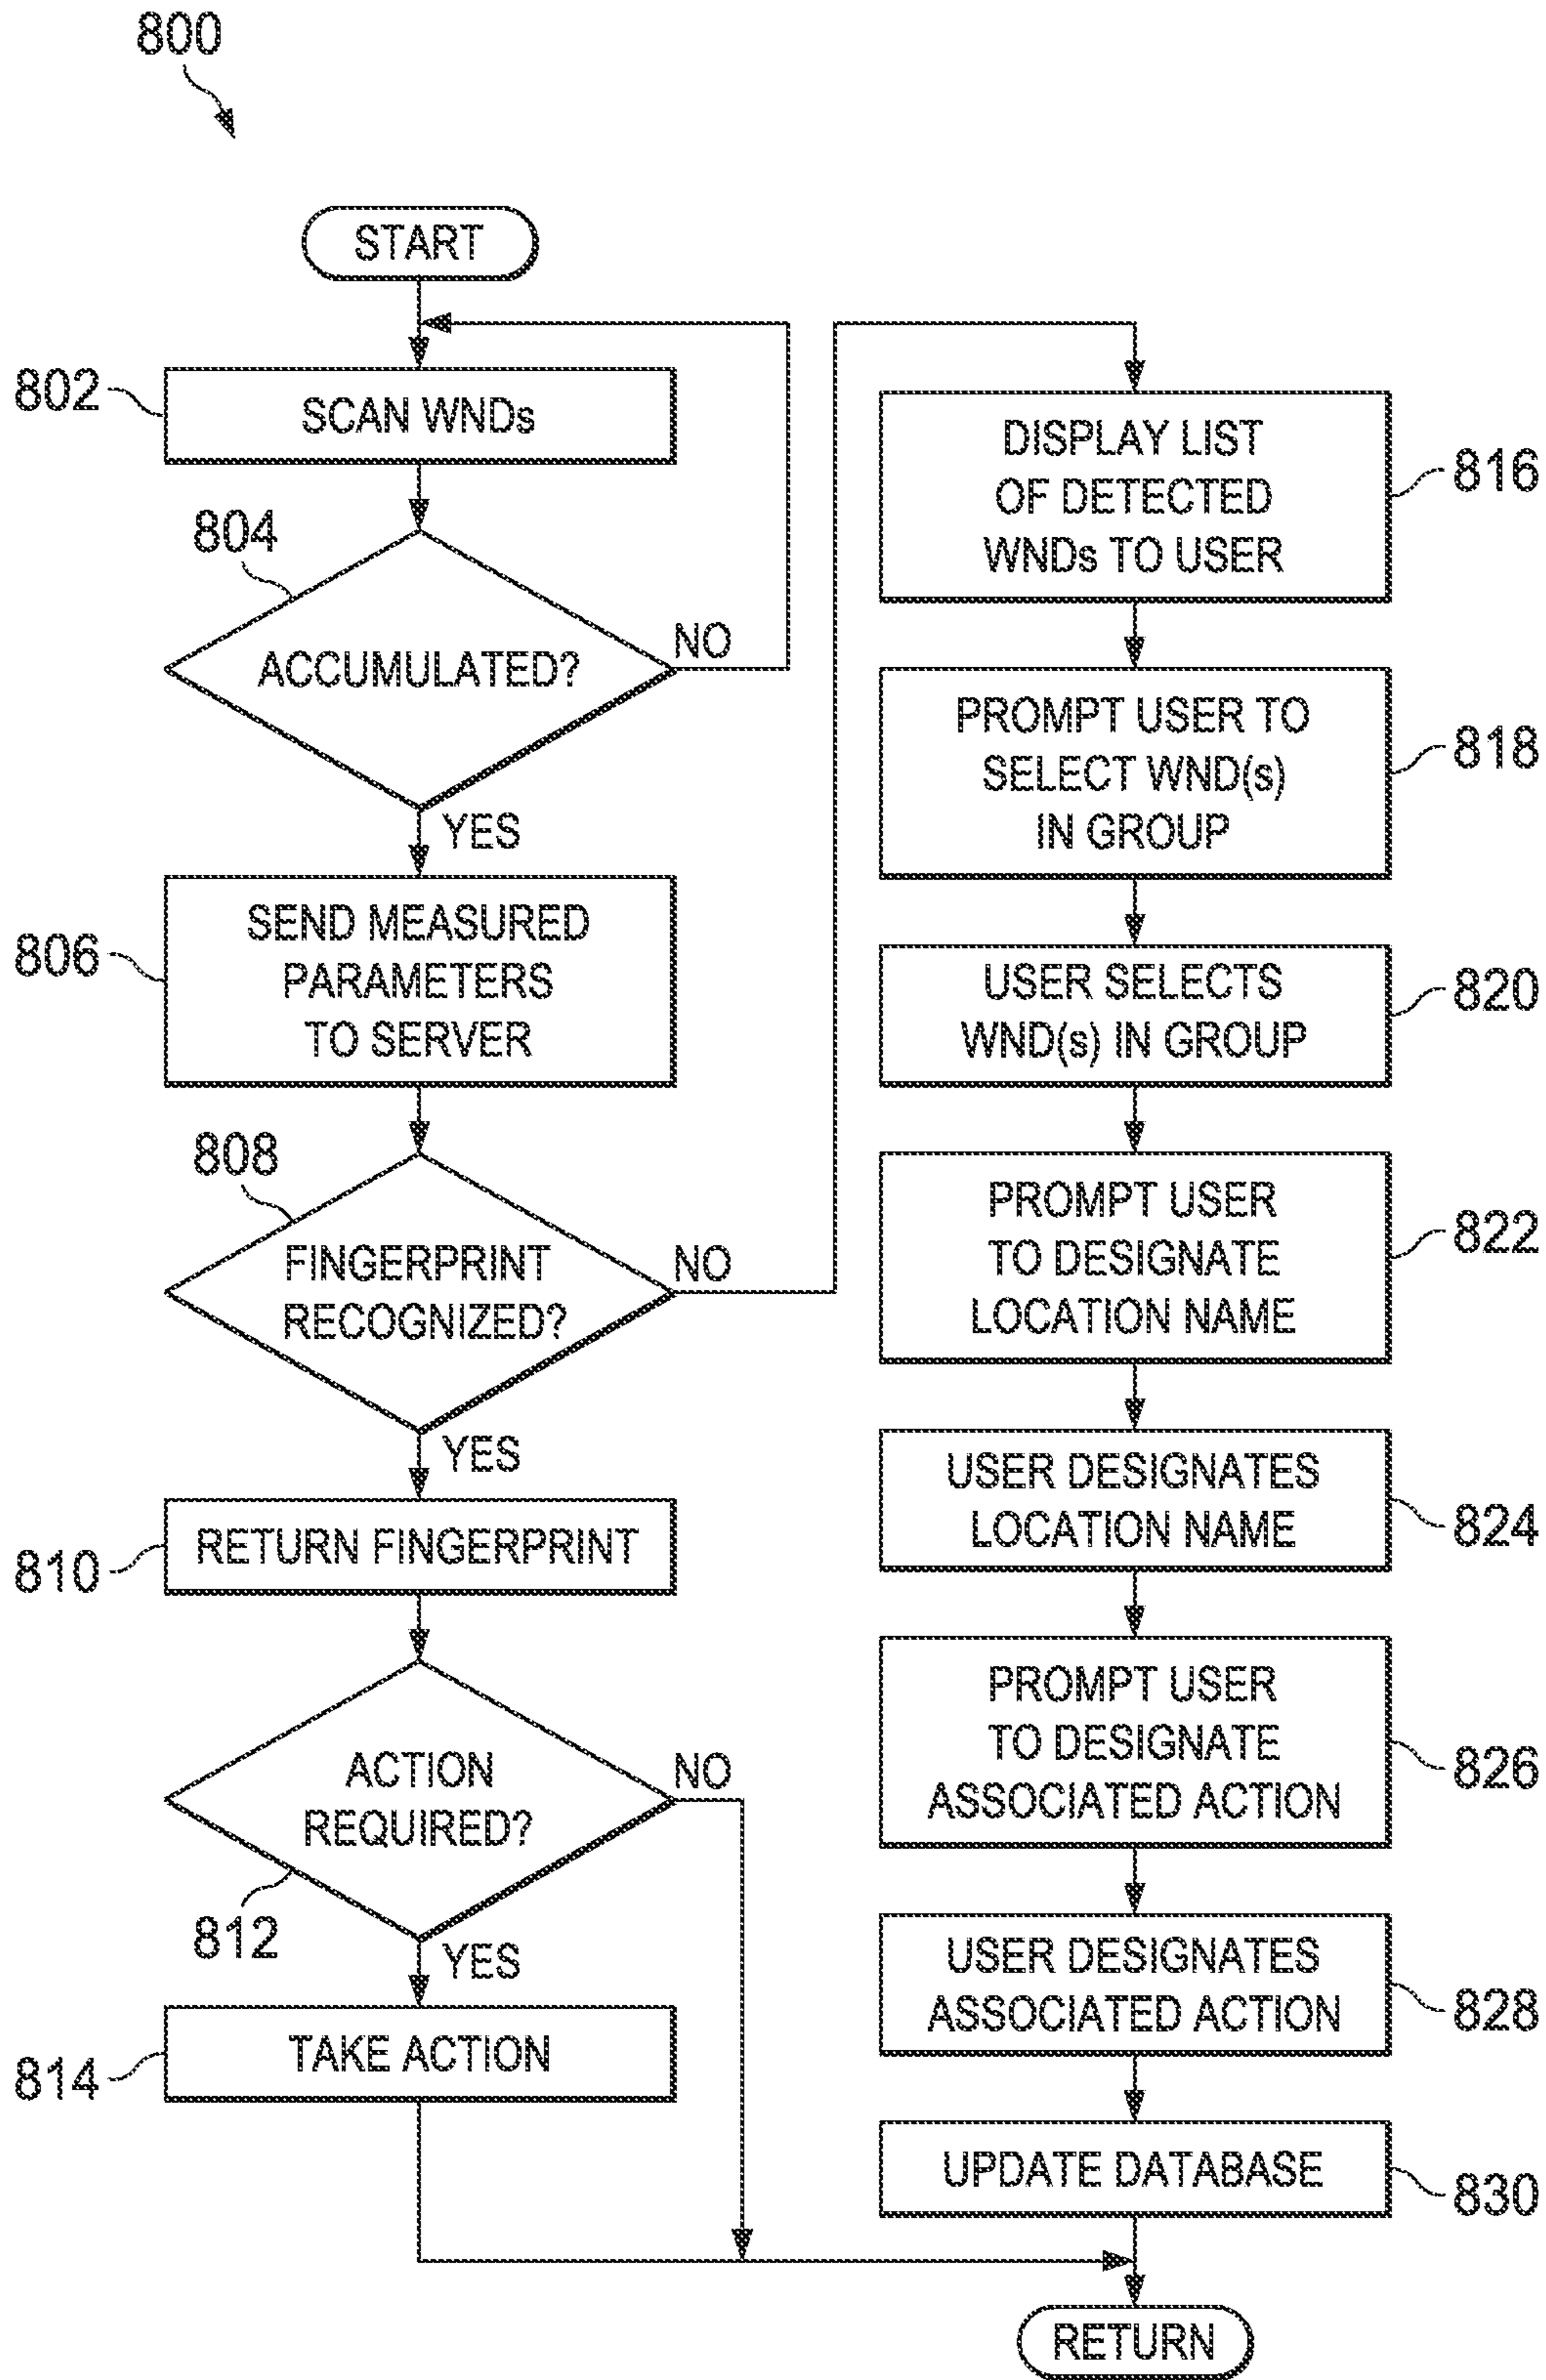 800
START
802
SCAN WNDs
804
ACCUMULATED?
NO
YES
806
SEND MEASURED
PARAMETERS
TO SERVER
808
FINGERPRINT
RECOGNIZED?
NO
YES
810
RETURN FINGERPRINT
ACTION
REQUIRED?
NO
812
YES
814
TAKE ACTION
DISPLAY LIST
OF DETECTED
WNDs TO USER
816
PROMPT USER TO
SELECT WND(s)
IN GROUP
818
USER SELECTS
WND(s) IN GROUP
820
PROMPT USER
TO DESIGNATE
LOCATION NAME
822
USER DESIGNATES
LOCATION NAME
824
PROMPT USER
TO DESIGNATE
ASSOCIATED ACTION
826
USER DESIGNATES
ASSOCIATED ACTION
828
UPDATE DATABASE
830
RETURN